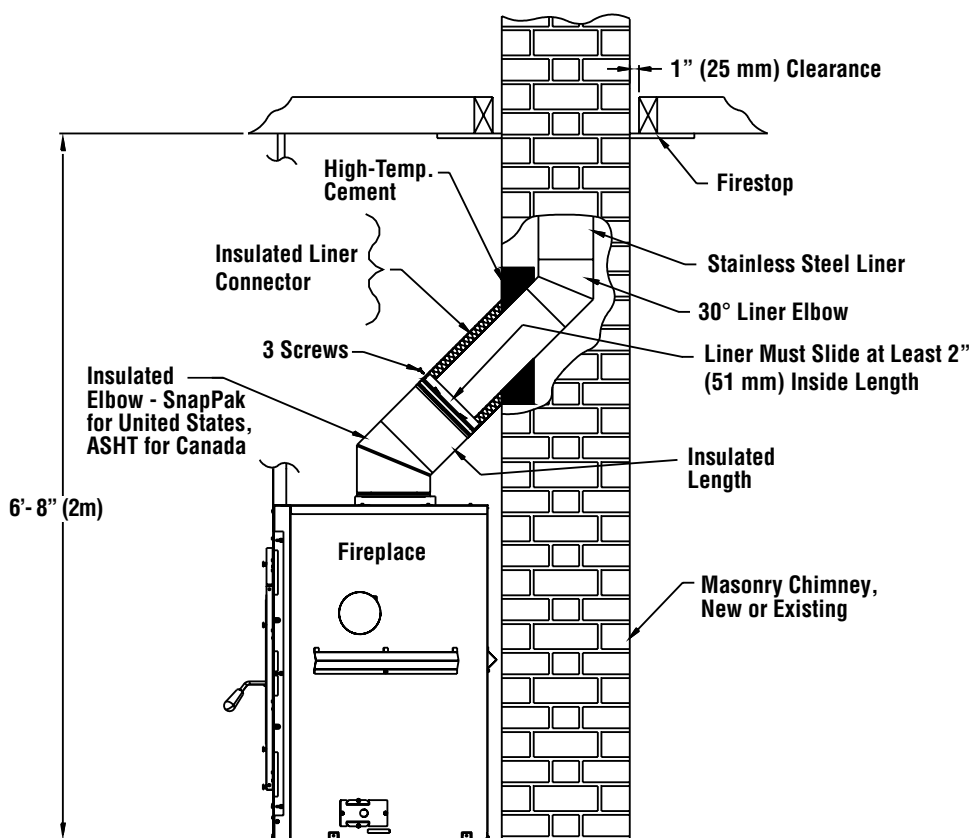 1” (25 mm) Clearance
Firestop
High-Temp.
Cement
Insulated Liner
Connector
Stainless Steel Liner
30° Liner Elbow
3 Screws
Liner Must Slide at Least 2”
(51 mm) Inside Length
Insulated
Elbow - SnapPak
for United States,
ASHT for Canada
Insulated
Length
6’- 8” (2m)
Fireplace
Masonry Chimney,
New or Existing